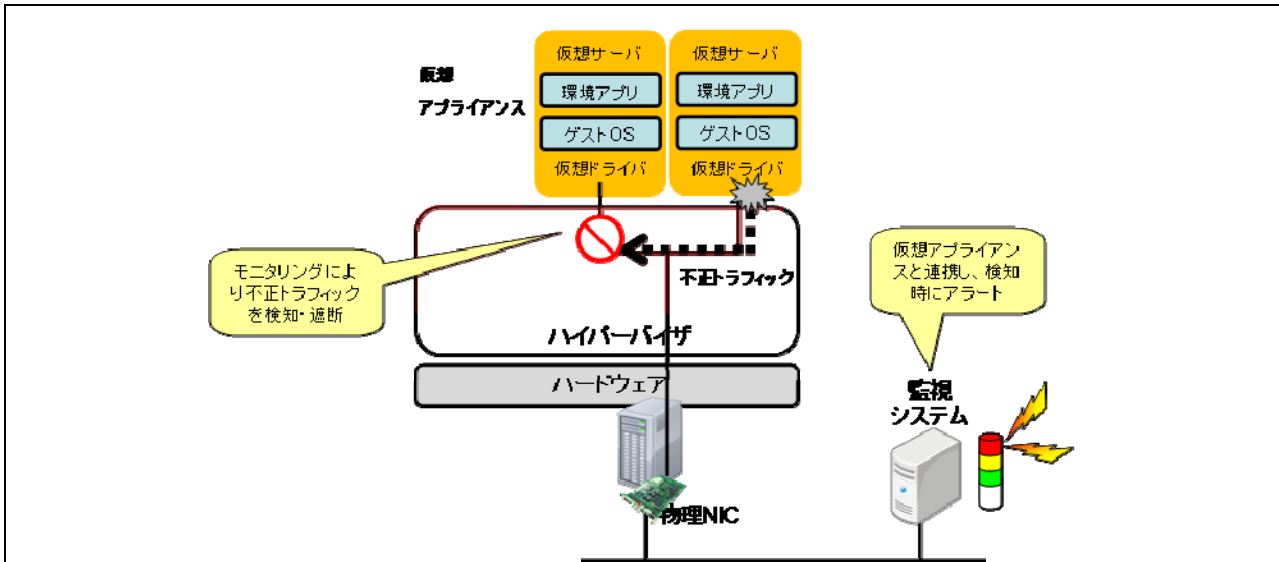 仮想サーバ
仮想サーバ
仮想
アプライアンス
環境アプリ
環境アプリ
ゲストOS
ゲストOS
仮想ドライバ
仮想ドライバ
モニタリングによ
り不正トラフィック
を検知・遮断
不正トラフィック
仮想アプライアン
スと連携し、検知
時にアラート
ハイパーバイザ
ハードウェア
監視
システム
物理NIC